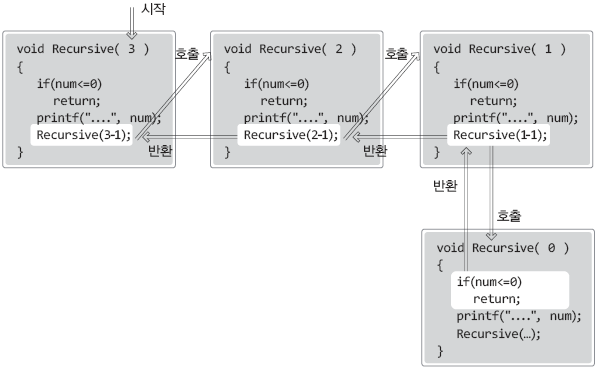 시작
void Recursive( 3 )
{
if(num<=0)
return;
printf("....", num);
Recursive(3-1);
}
호출
반환
void Recursive( 2 )
{
if(num<=0)
return;
printf("....", num);
Recursive(2-1);
}
호출
반환
void Recursive( 1 )
{
if(num<=0)
return;
printf("....", num);
Recursive(1-1);
}
반환
호출
void Recursive( 0 )
{
if(num<=0)
return;
printf("....", num);
Recursive(…);
}